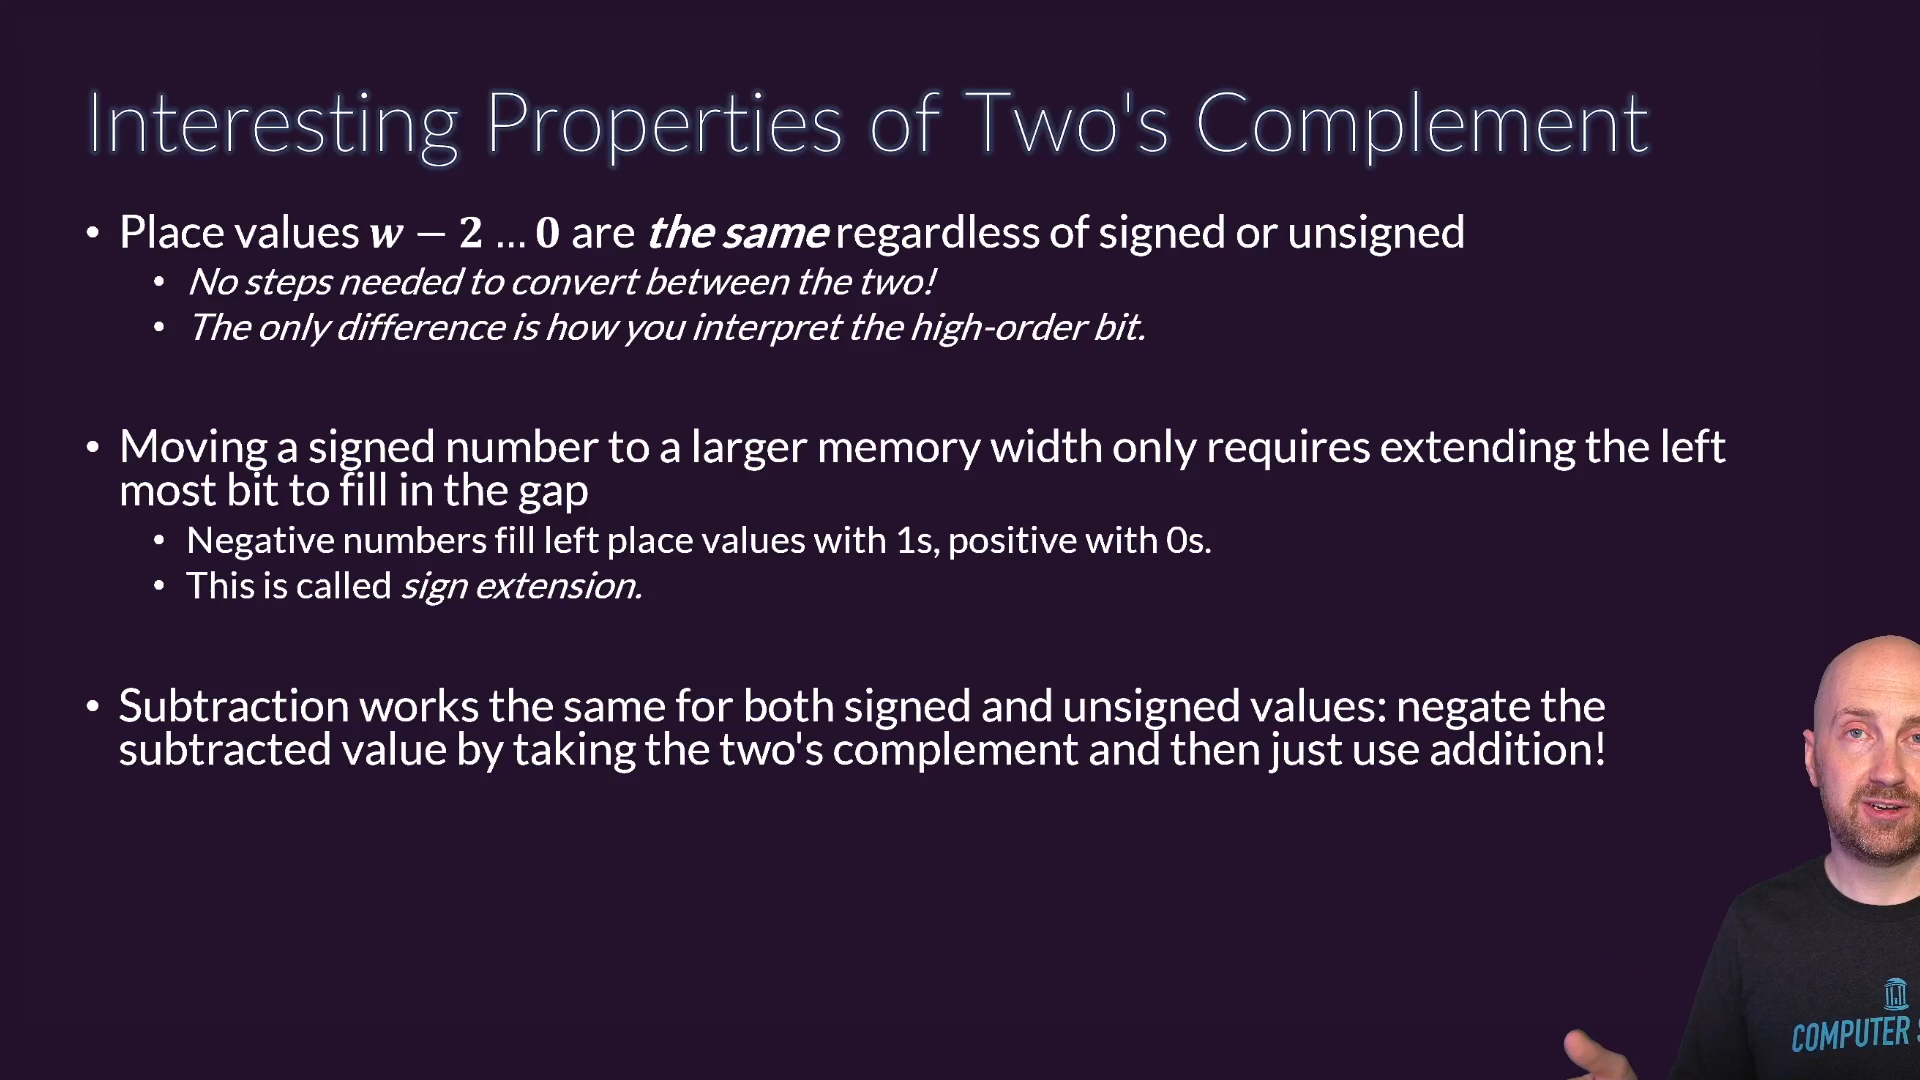 Interesting Properties of Two's Complement
• Place values w − 2 … 0 are the same regardless of signed or unsigned
• No steps needed to convert between the two!
• The only difference is how you interpret the high-order bit.
• Moving a signed number to a larger memory width only requires extending the left
most bit to fill in the gap
• Negative numbers fill left place values with 1s, positive with 0s.
• This is called sign extension.
• Subtraction works the same for both signed and unsigned values: negate the
subtracted value by taking the two's complement and then just use addition!
COMPUTER